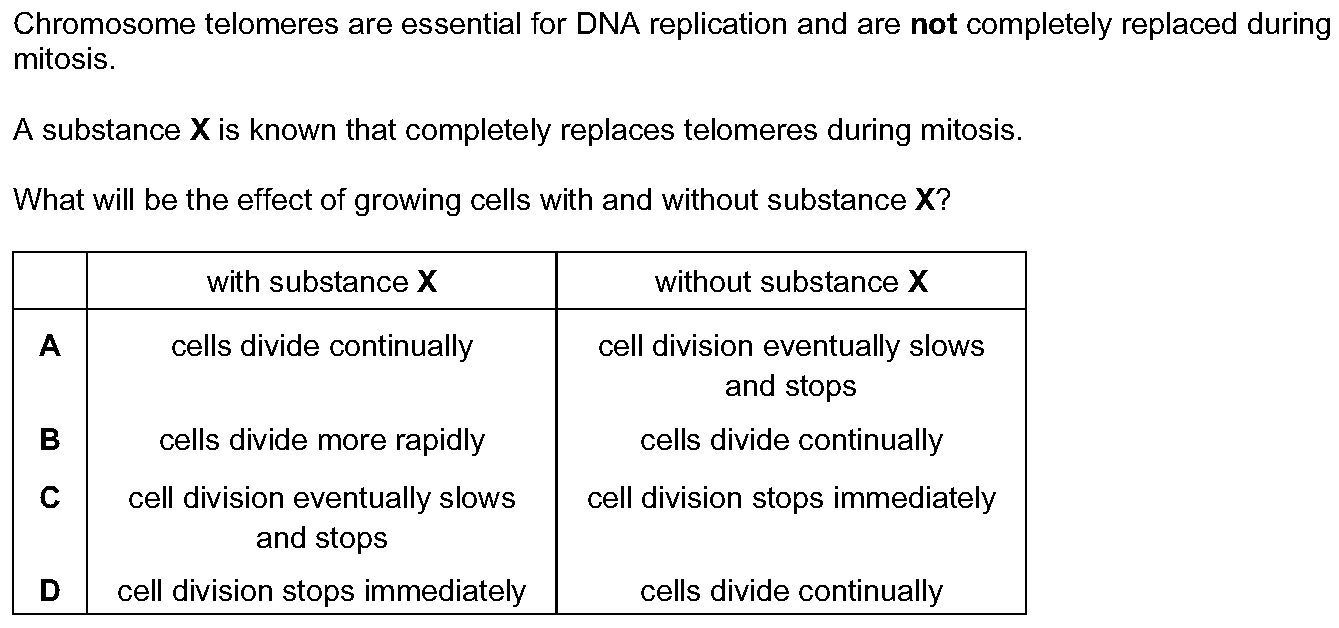 Chromosome telomeres are essential for DNA replication and are not completely replaced during
mitosis.
A substance X is known that completely replaces telomeres during mitosis.
What will be the effect of growing cells with and without substance X?
with substance X without substance X
A cells divide continually cell division eventually slows
and stops
B cells divide more rapidly cells divide continually
C cell division eventually slows cell division stops immediately
and stops
D cell division stops immediately cells divide continually